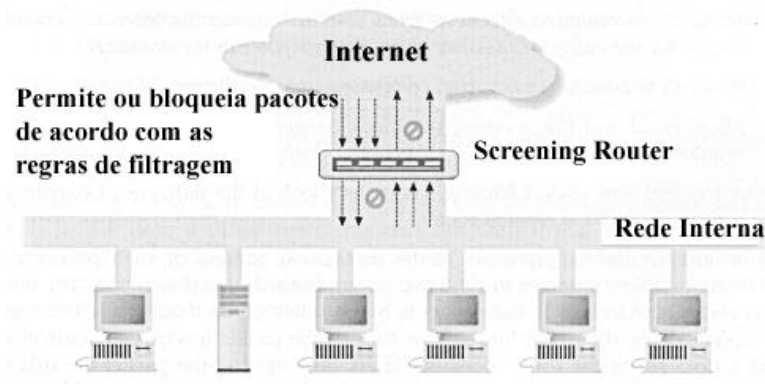 Internet
Permite ou bloqueia pacotes
de acordo com as
regras de filtragem
Screening Router
Rede Interna